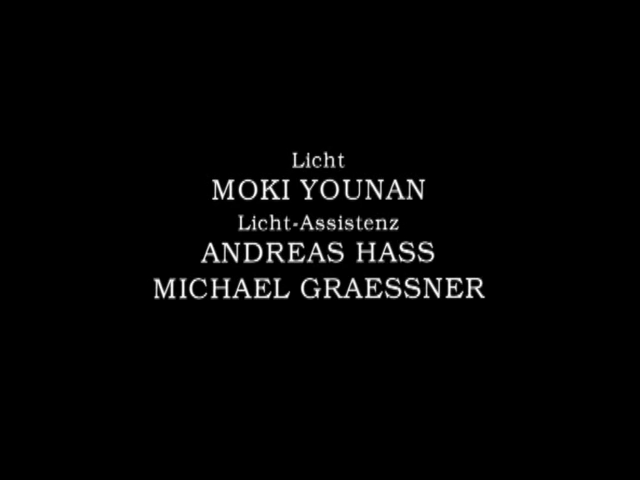 Licht
MOKI YOUNAN
Licht-Assistenz
ANDREAS HASS
MICHAEL GRAESSNER